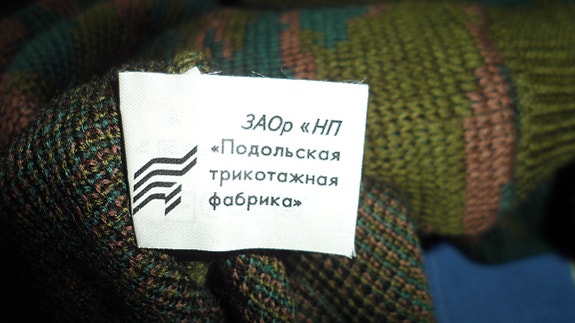 ЗАОр «НП
«Подольская
трикотажная
фабрика»